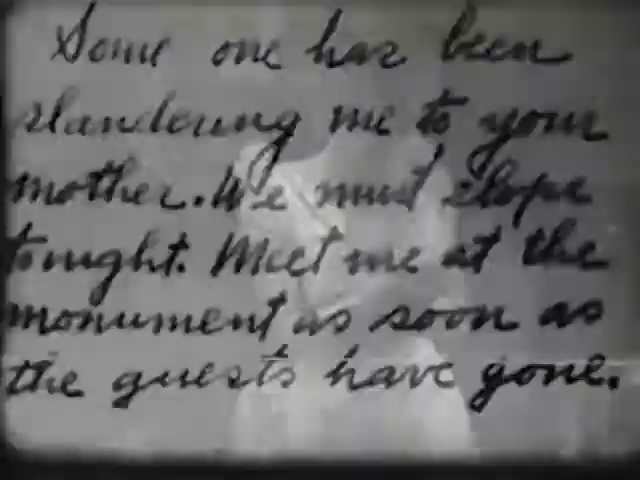 Some one has been
slandering me to your
mother. We must elope
tonight. Meet me at the
monument as soon as
the guests have gone.